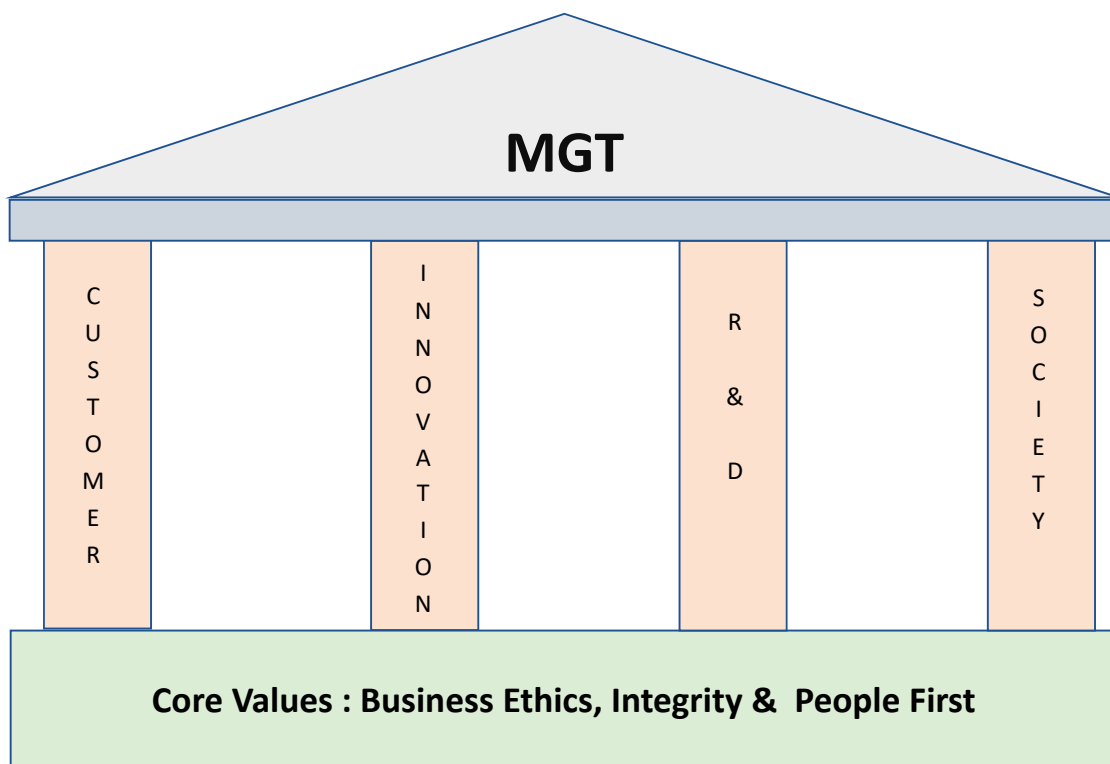 MGT
CUSTOMER
INNOVATION
R & D
SOCIETY
Core Values : Business Ethics, Integrity & People First